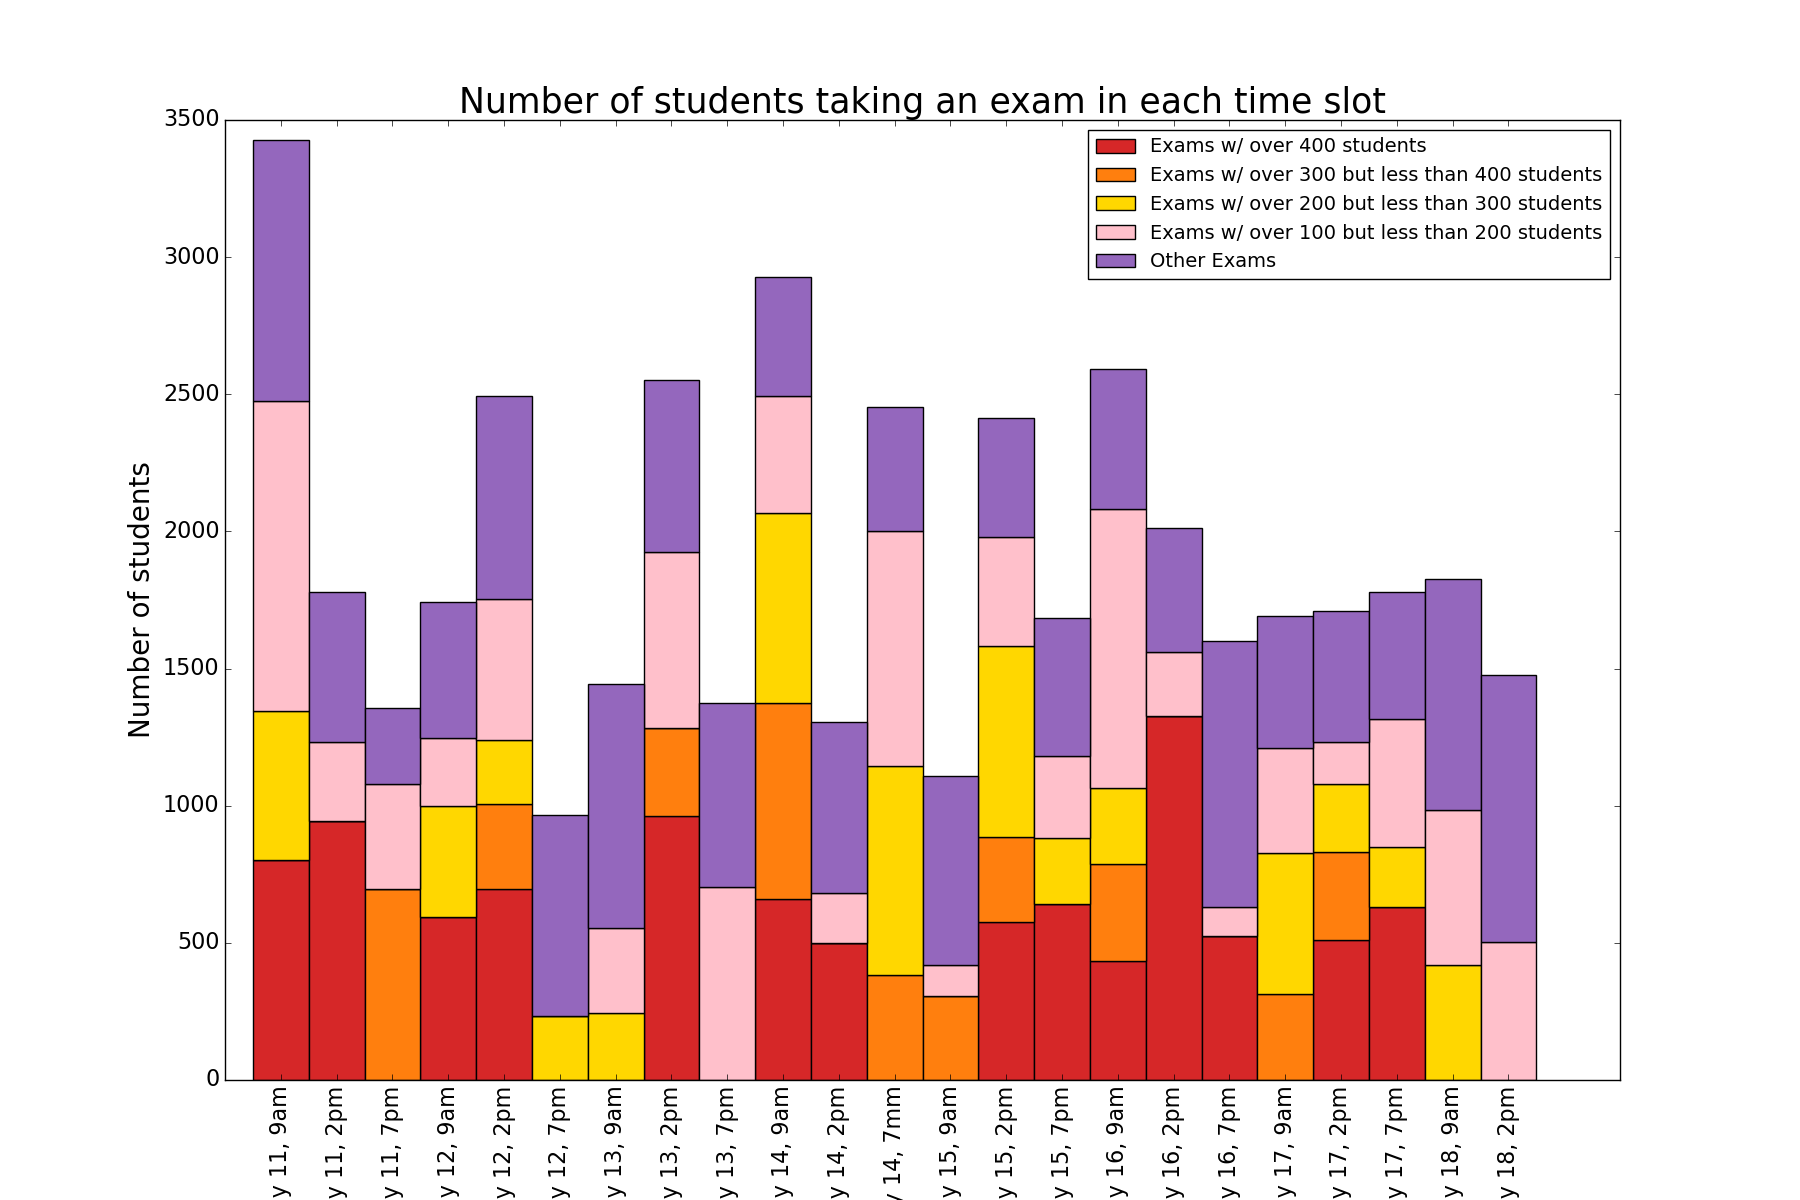 Number of students taking an exam in each time slot
Number of students
3500
3000
2500
2000
1500
1000
500
0
Exams w/ over 400 students
Exams w/ over 300 but less than 400 students
Exams w/ over 200 but less than 300 students
Exams w/ over 100 but less than 200 students
Other Exams
y 11, 9am
y 11, 2pm
y 11, 7pm
y 12, 9am
y 12, 2pm
y 12, 7pm
y 13, 9am
y 13, 2pm
y 13, 7pm
y 14, 9am
y 14, 2pm
y 14, 7mm
y 15, 9am
y 15, 2pm
y 15, 7pm
y 16, 9am
y 16, 2pm
y 16, 7pm
y 17, 9am
y 17, 2pm
y 17, 7pm
y 18, 9am
y 18, 2pm